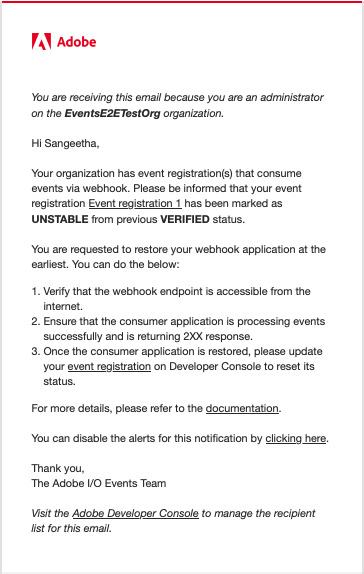 Adobe
You are receiving this email because you are an administrator
on the EventsE2ETestOrg organization.
Hi Sangeetha,
Your organization has event registration(s) that consume
events via webhook. Please be informed that your event
registration Event registration 1 has been marked as
UNSTABLE from previous VERIFIED status.
You are requested to restore your webhook application at the
earliest. You can do the below:
1. Verify that the webhook endpoint is accessible from the
internet.
2. Ensure that the consumer application is processing events
successfully and is returning 2XX response.
3. Once the consumer application is restored, please update
your event registration on Developer Console to reset its
status.
For more details, please refer to the documentation.
You can disable the alerts for this notification by clicking here.
Thank you,
The Adobe I/O Events Team
Visit the Adobe Developer Console to manage the recipient
list for this email.